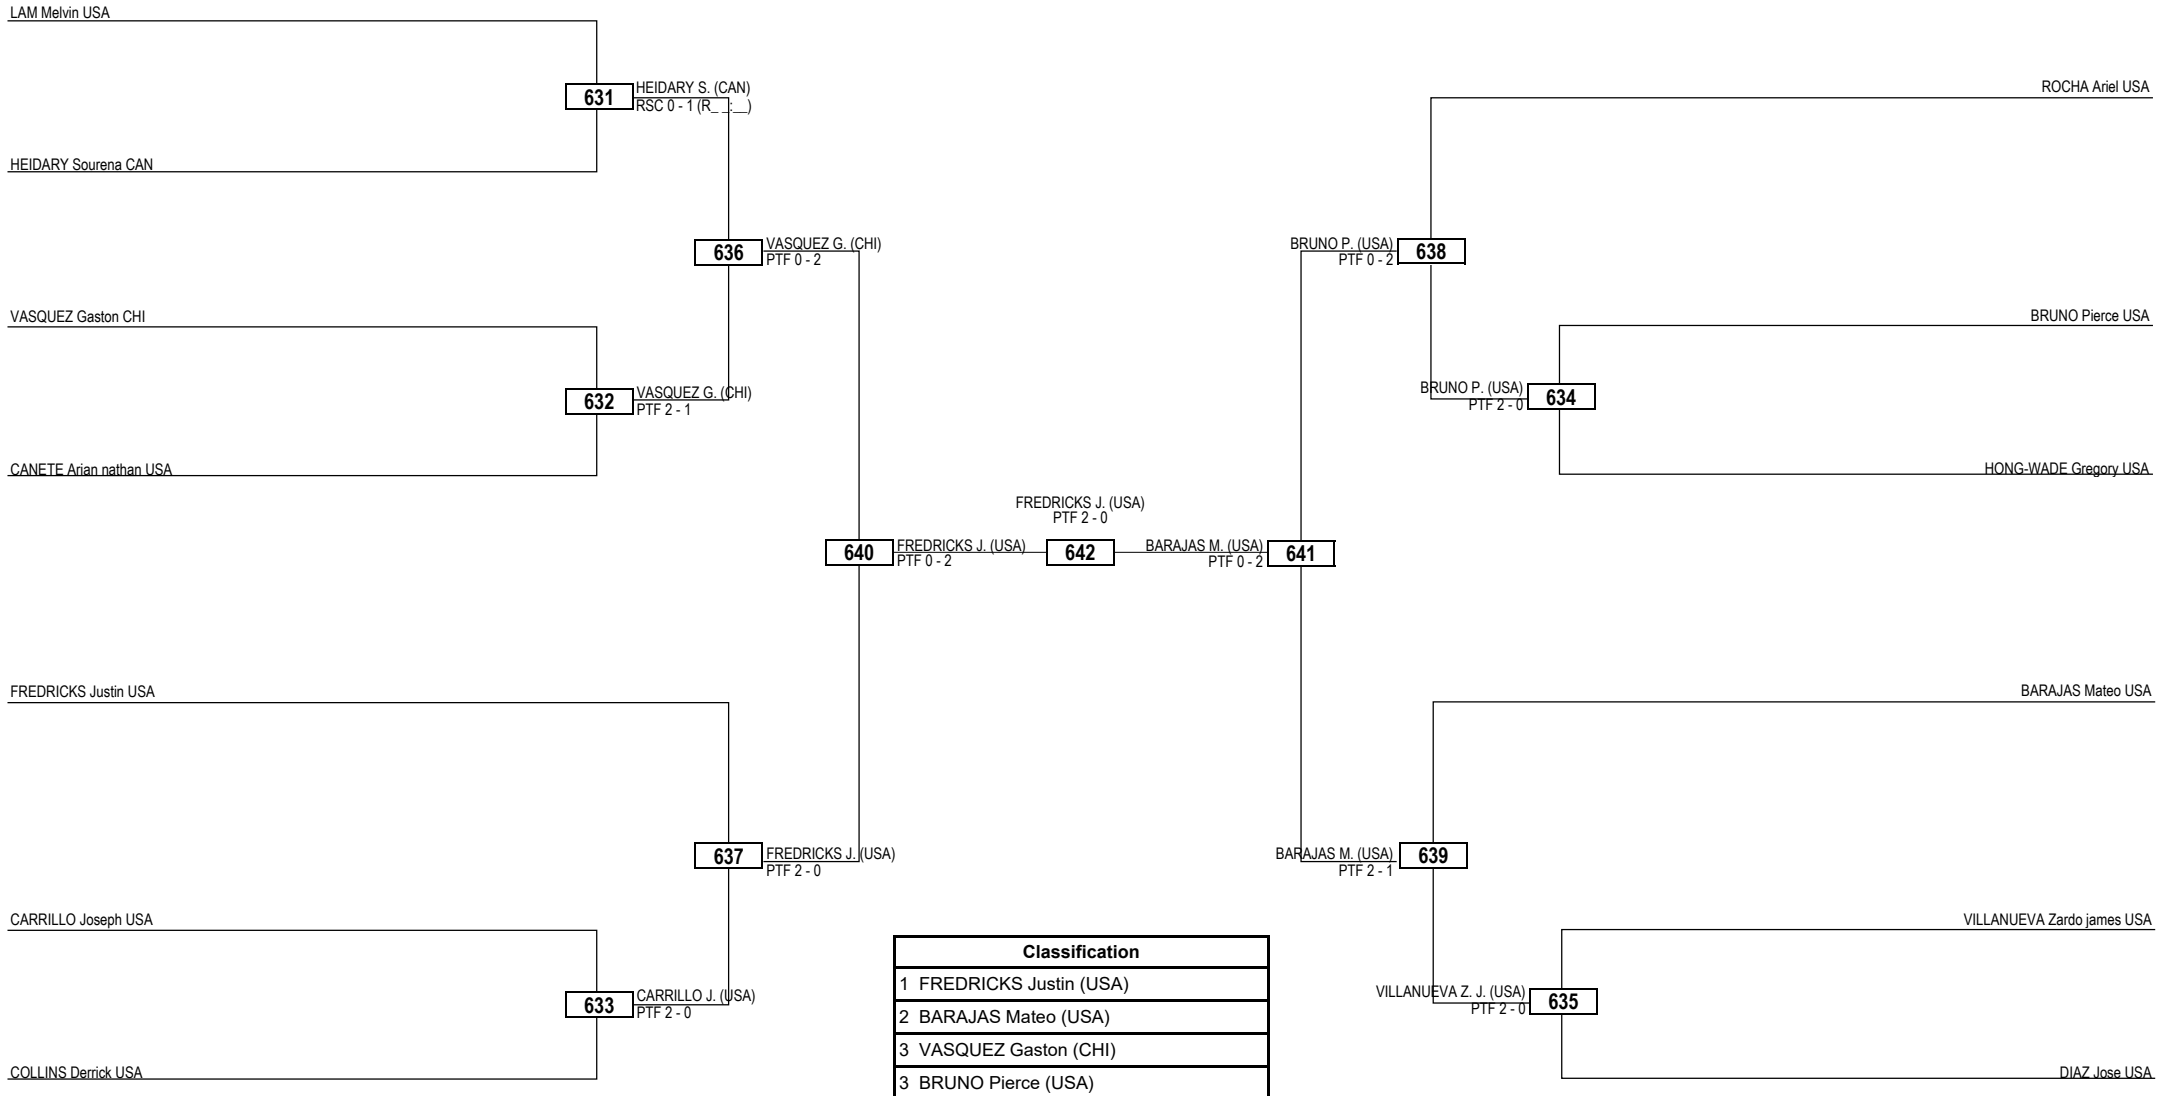 LAM Melvin USA
631
HEIDARY S. (CAN)
RSC 0 - 1 (R_ _:__)
HEIDARY Sourena CAN
636
VASQUEZ G. (CHI)
PTF 0 - 2
VASQUEZ Gaston CHI
632
VASQUEZ G. (CHI)
PTF 2 - 1
CANETE Arian nathan USA
640
FREDRICKS J. (USA)
PTF 0 - 2
FREDRICKS Justin USA
637
FREDRICKS J. (USA)
PTF 2 - 0
CARRILLO Joseph USA
633
CARRILLO J. (USA)
PTF 2 - 0
COLLINS Derrick USA
FREDRICKS J. (USA)
PTF 2 - 0
642
ROCHA Ariel USA
BRUNO P. (USA)
PTF 0 - 2
638
BRUNO Pierce USA
BRUNO P. (USA)
PTF 2 - 0
634
HONG-WADE Gregory USA
BARAJAS M. (USA)
PTF 0 - 2
641
BARAJAS Mateo USA
BARAJAS M. (USA)
PTF 2 - 1
639
VILLANUEVA Zardo james USA
VILLANUEVA Z. J. (USA)
PTF 2 - 0
635
DIAZ Jose USA
Classification
1 FREDRICKS Justin (USA)
2 BARAJAS Mateo (USA)
3 VASQUEZ Gaston (CHI)
3 BRUNO Pierce (USA)